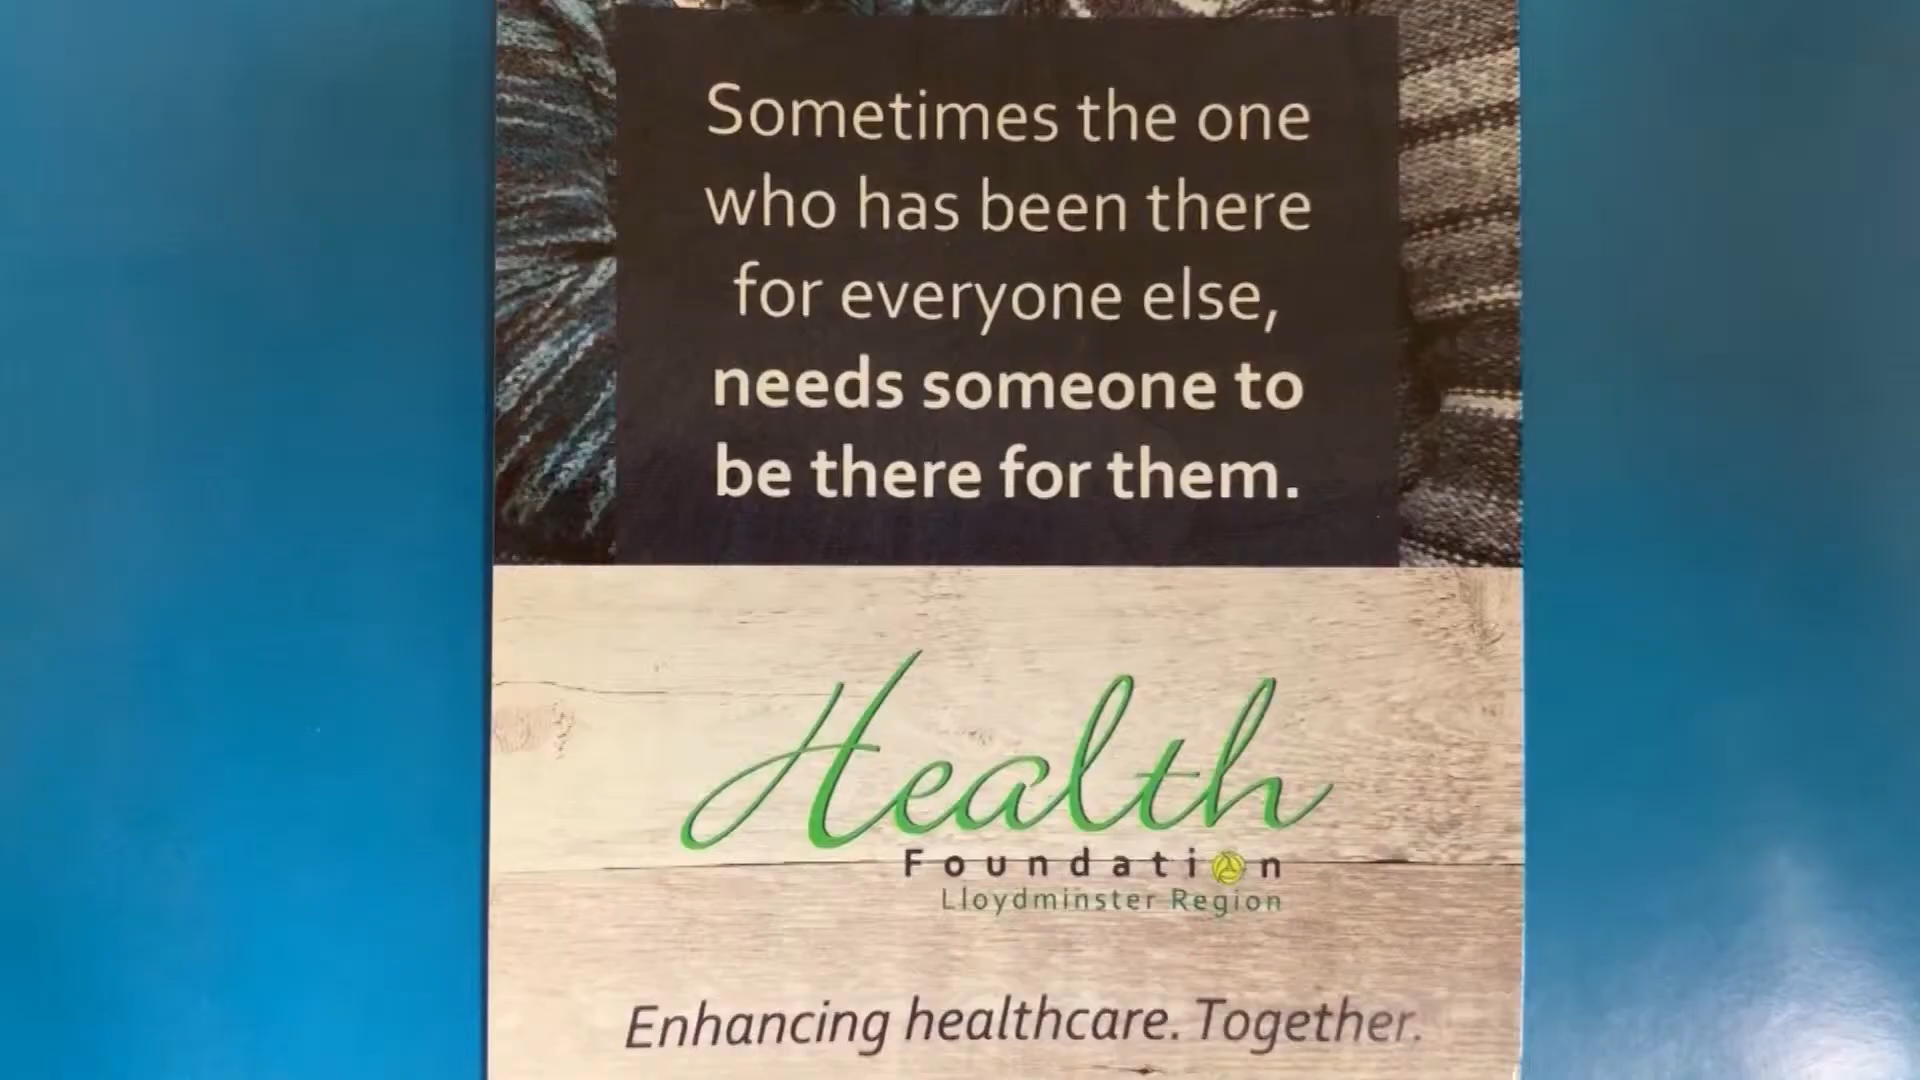 Sometimes the one
who has been there
for everyone else,
needs someone to
be there for them.
Health
Foundation
Lloydminster Region
Enhancing healthcare. Together.